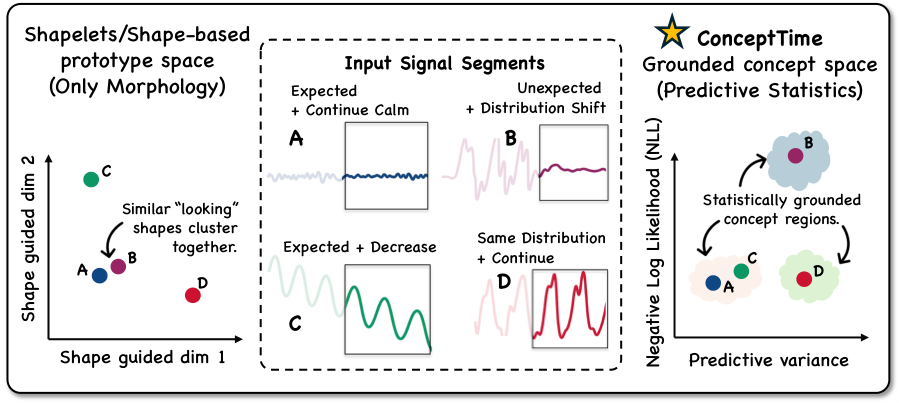 Shapelets/Shape-based
prototype space
(Only Morphology)
Shape guided dim 2
C
Similar “looking”
shapes cluster
together.
A
B
D
Shape guided dim 1
Input Signal Segments
Expected
+ Continue Calm
A
Unexpected
+ Distribution Shift
B
Expected + Decrease
C
Same Distribution
+ Continue
D
ConceptTime
Grounded concept space
(Predictive Statistics)
Negative Log Likelihood (NLL)
B
Statistically grounded
concept regions.
C
A
D
Predictive variance